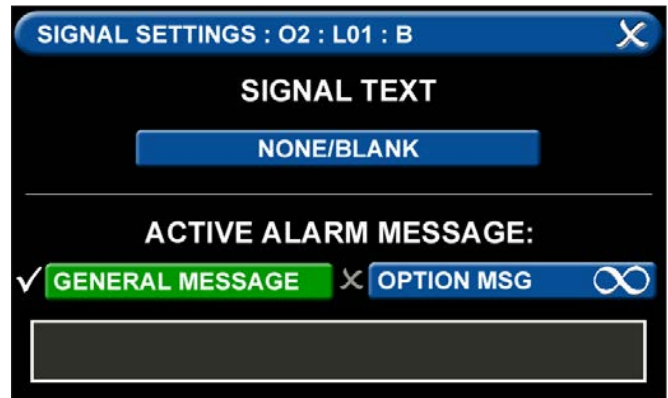 SIGNAL SETTINGS : O2 : L01 : B
SIGNAL TEXT
NONE/BLANK
ACTIVE ALARM MESSAGE:
GENERAL MESSAGE OPTION MSG